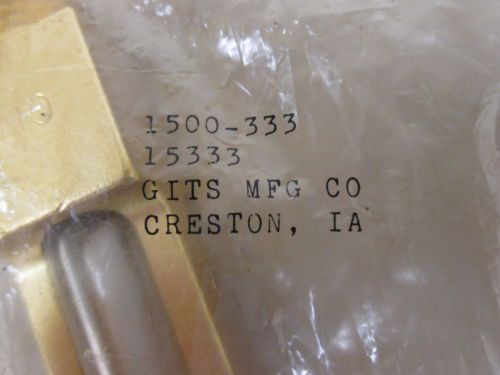 1500-333
15333
GITS MFG CO
CRESTON, IA